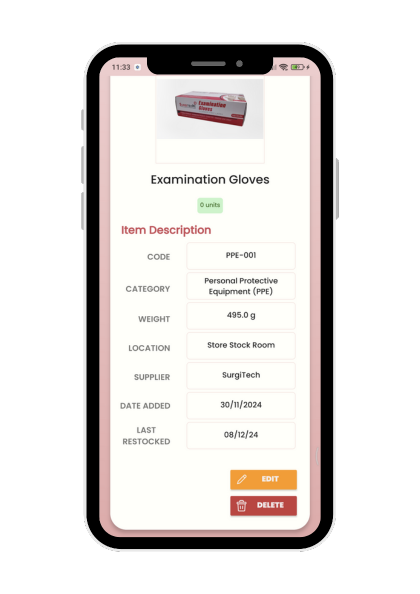 11:33
Examination
Gloves
Examination Gloves
0 units
Item Description
CODE
PPE-001
CATEGORY
Personal Protective
Equipment (PPE)
WEIGHT
495.0 g
LOCATION
Store Stock Room
SUPPLIER
SurgiTech
DATE ADDED
30/11/2024
LAST
RESTOCKED
08/12/24
EDIT
DELETE